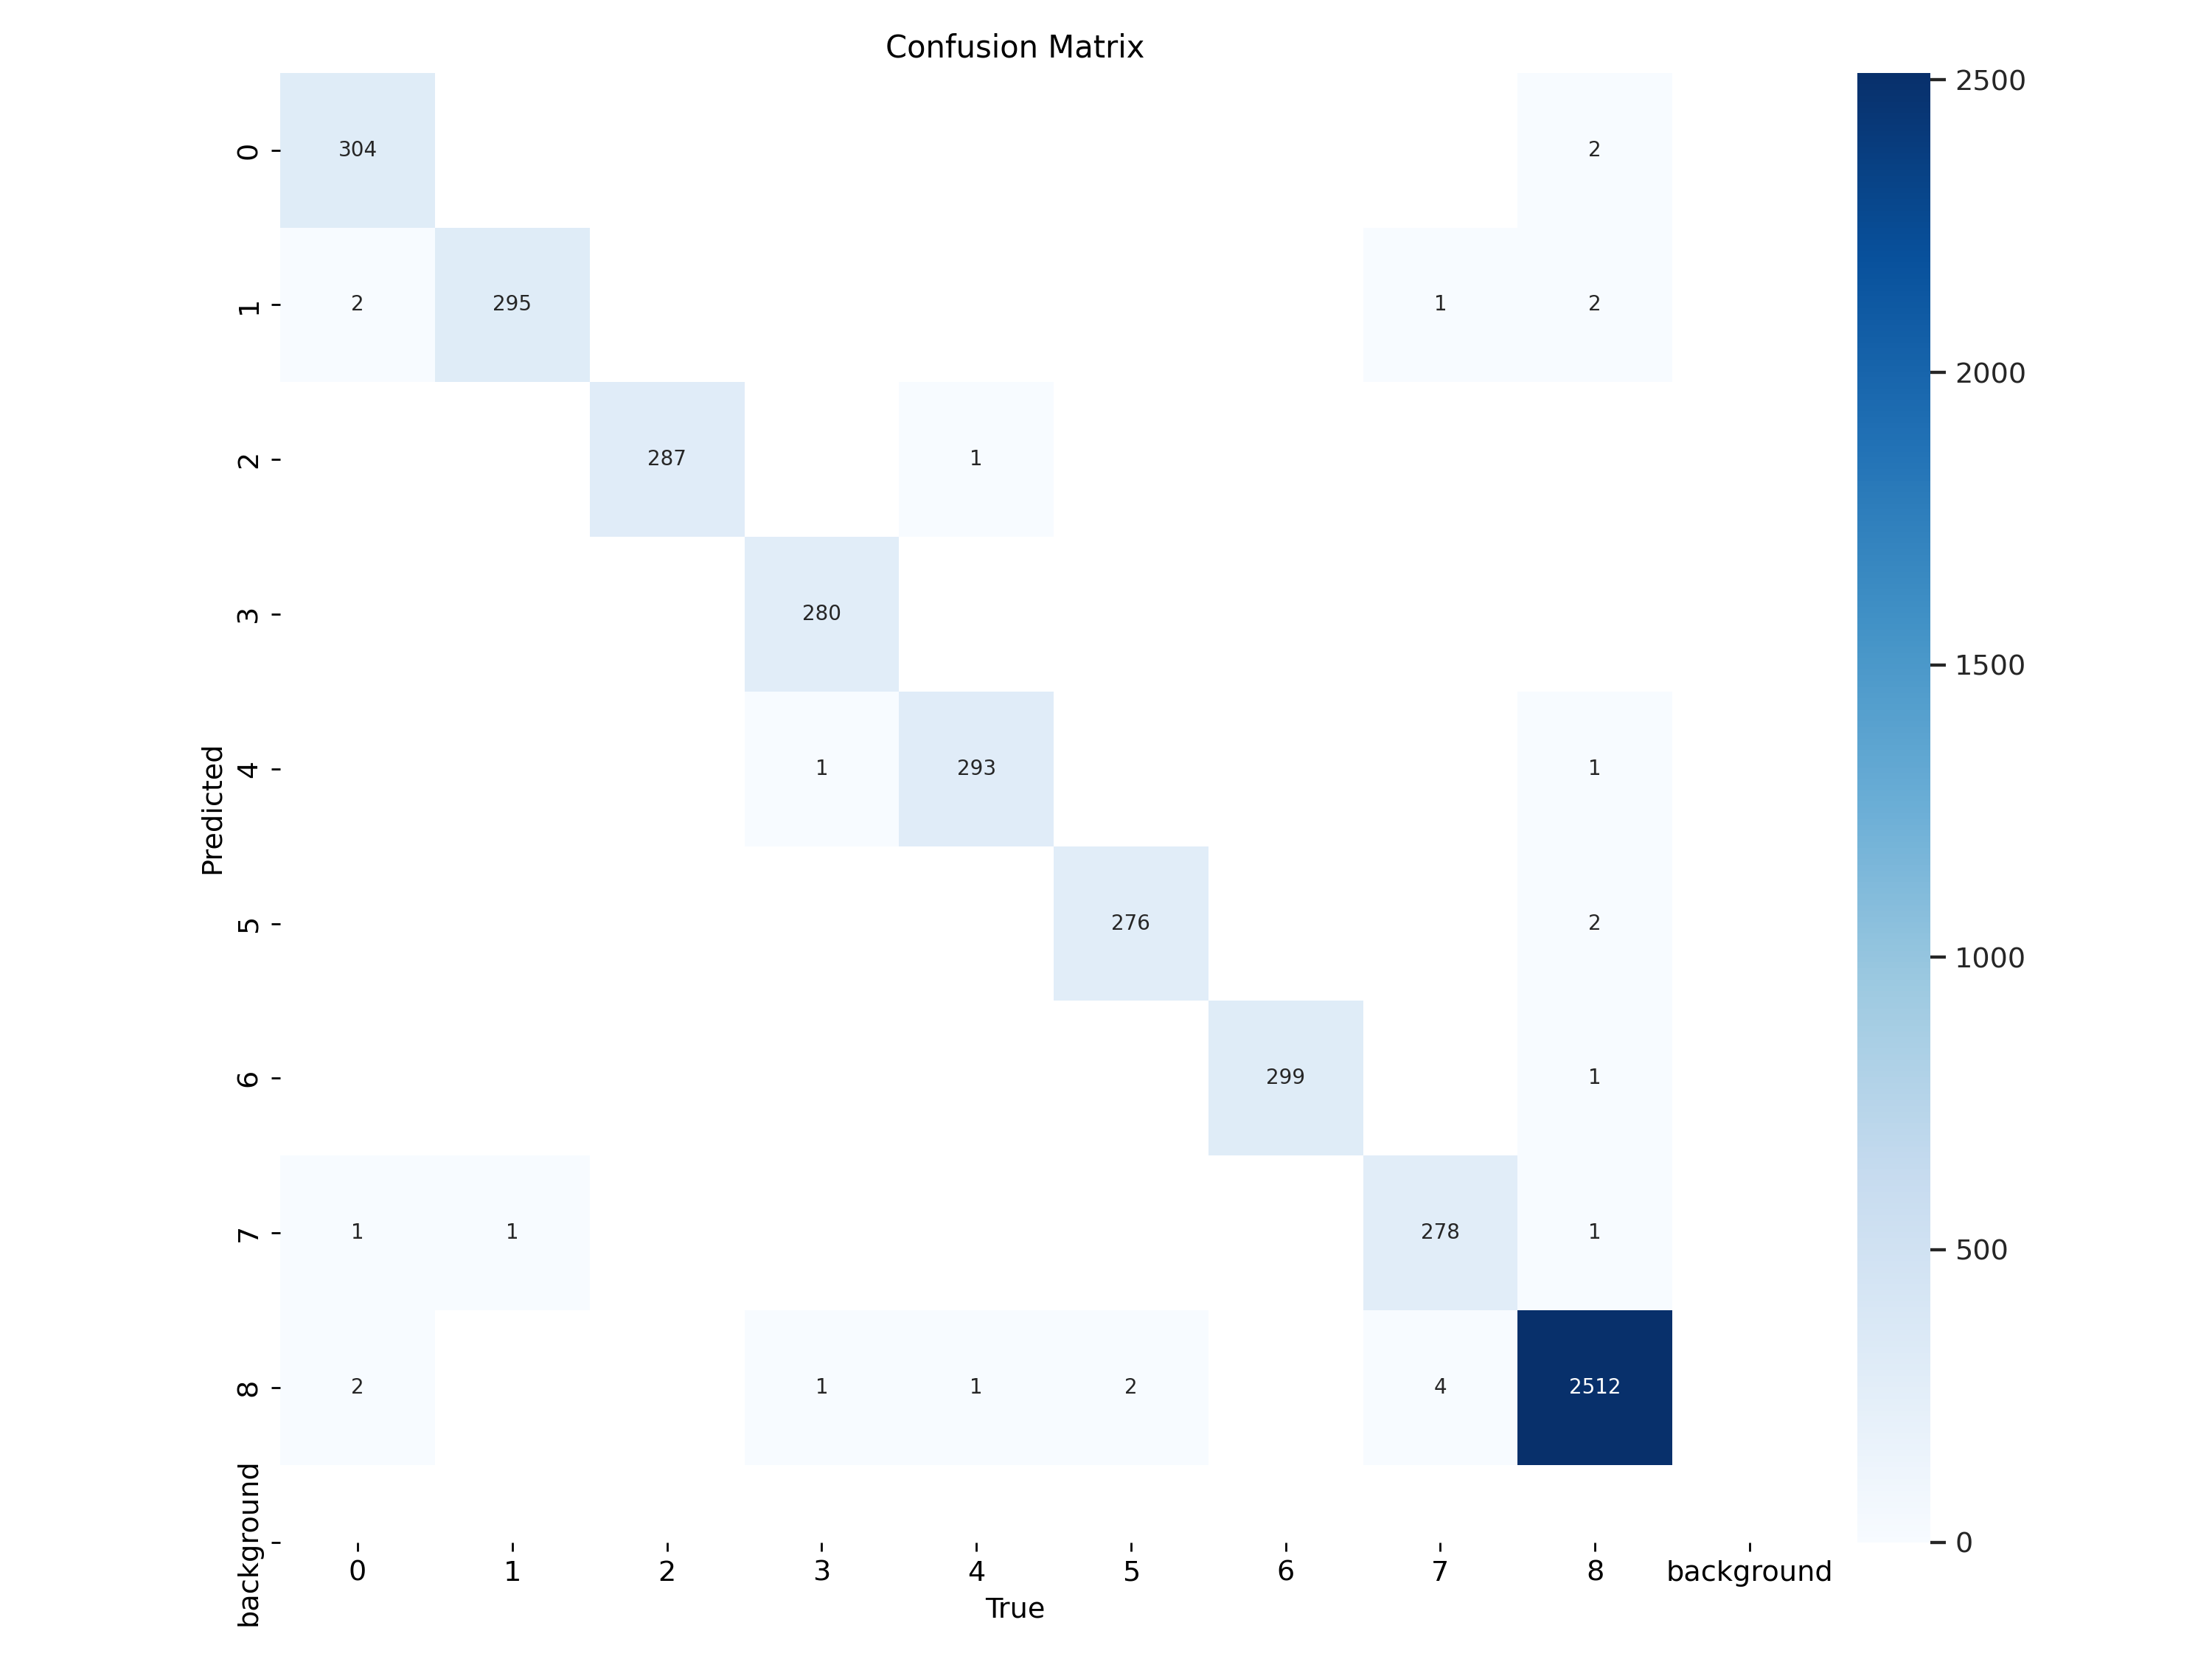 Confusion Matrix
0 304 2
1 2 295 1 2
2 287 1
3 280
4 1 293 1
5 276 2
6 299 1
7 1 1 278 1
8 2 1 1 2 4 2512
background
0 1 2 3 4 5 6 7 8 background
True
Predicted
2500
2000
1500
1000
500
0